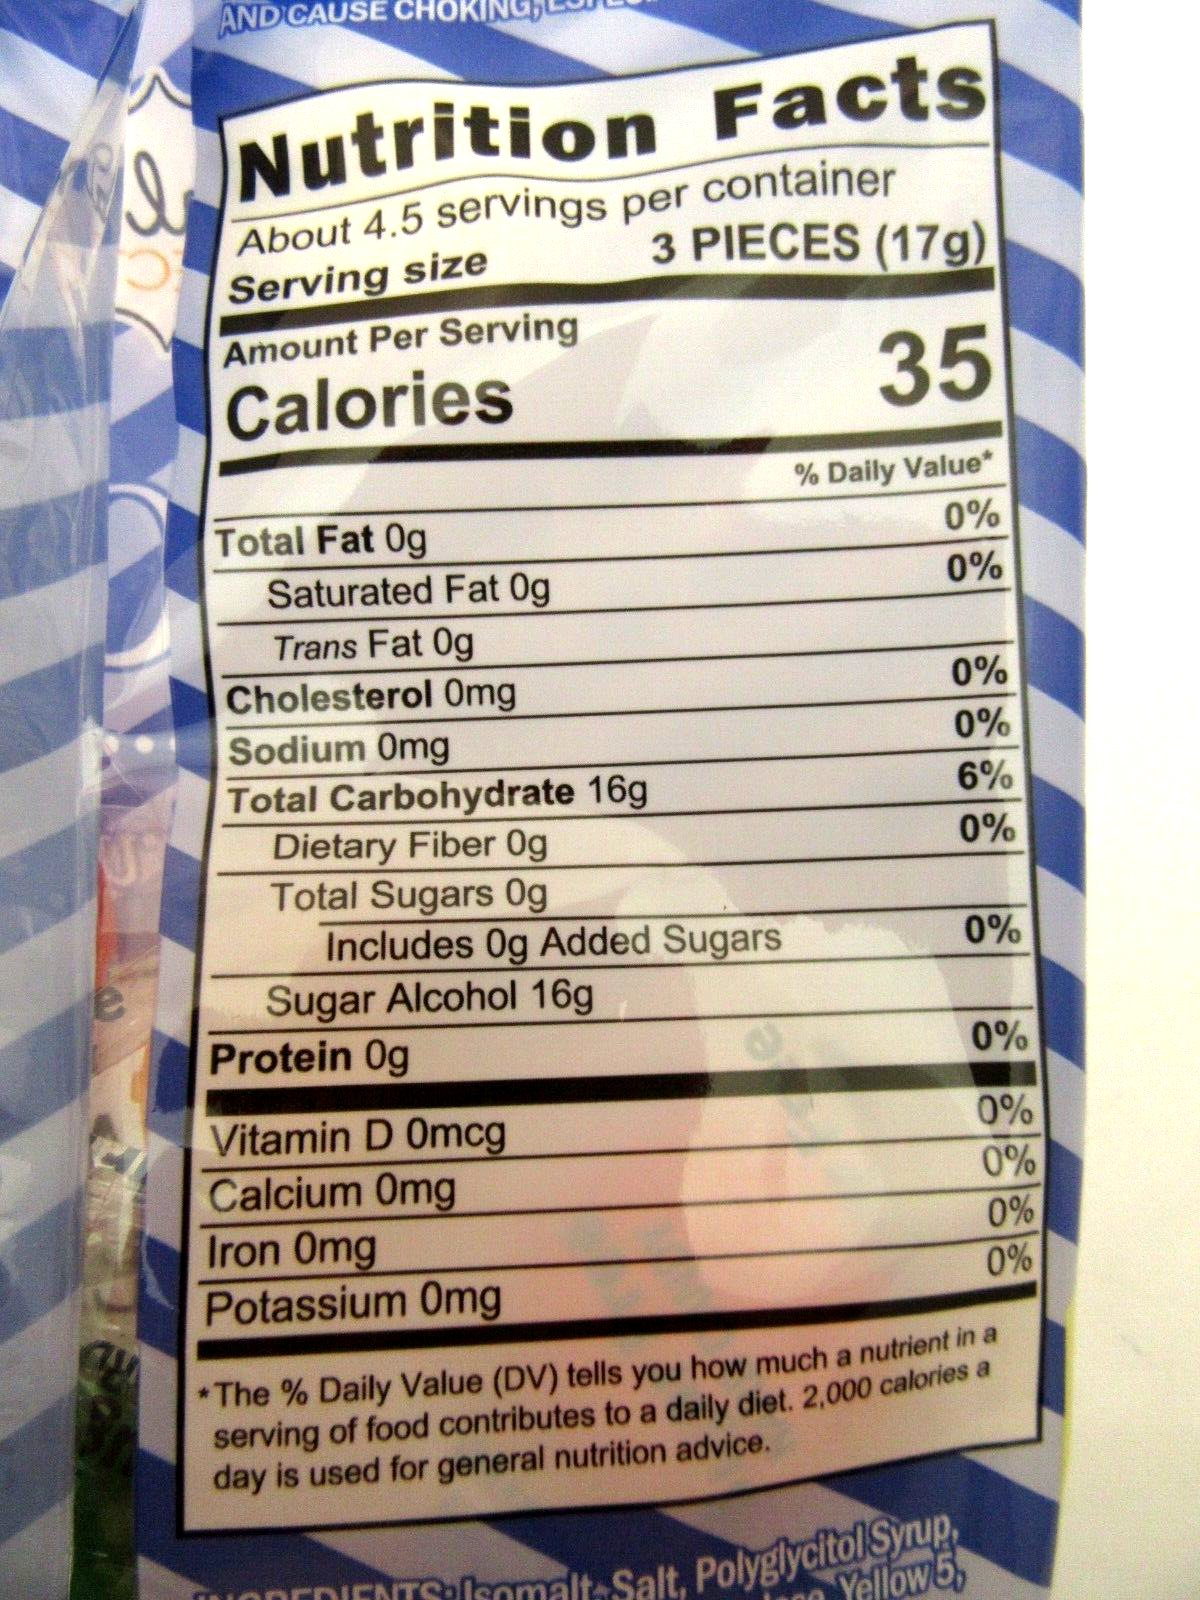 AND CAUSE CHOKING,
Nutrition Facts
About 4.5 servings per container
Serving size 3 PIECES (17g)
Amount Per Serving
Calories 35
% Daily Value*
Total Fat 0g 0%
Saturated Fat 0g 0%
Trans Fat 0g
Cholesterol 0mg 0%
Sodium 0mg 0%
Total Carbohydrate 16g 6%
Dietary Fiber 0g 0%
Total Sugars 0g
Includes 0g Added Sugars 0%
Sugar Alcohol 16g
Protein 0g 0%
Vitamin D 0mcg 0%
Calcium 0mg 0%
Iron 0mg 0%
Potassium 0mg 0%
*The % Daily Value (DV) tells you how much a nutrient in a
serving of food contributes to a daily diet. 2,000 calories a
day is used for general nutrition advice.
INGREDIENTS: Isomalt, Salt, Polyglycitol Syrup,
Yellow 5,